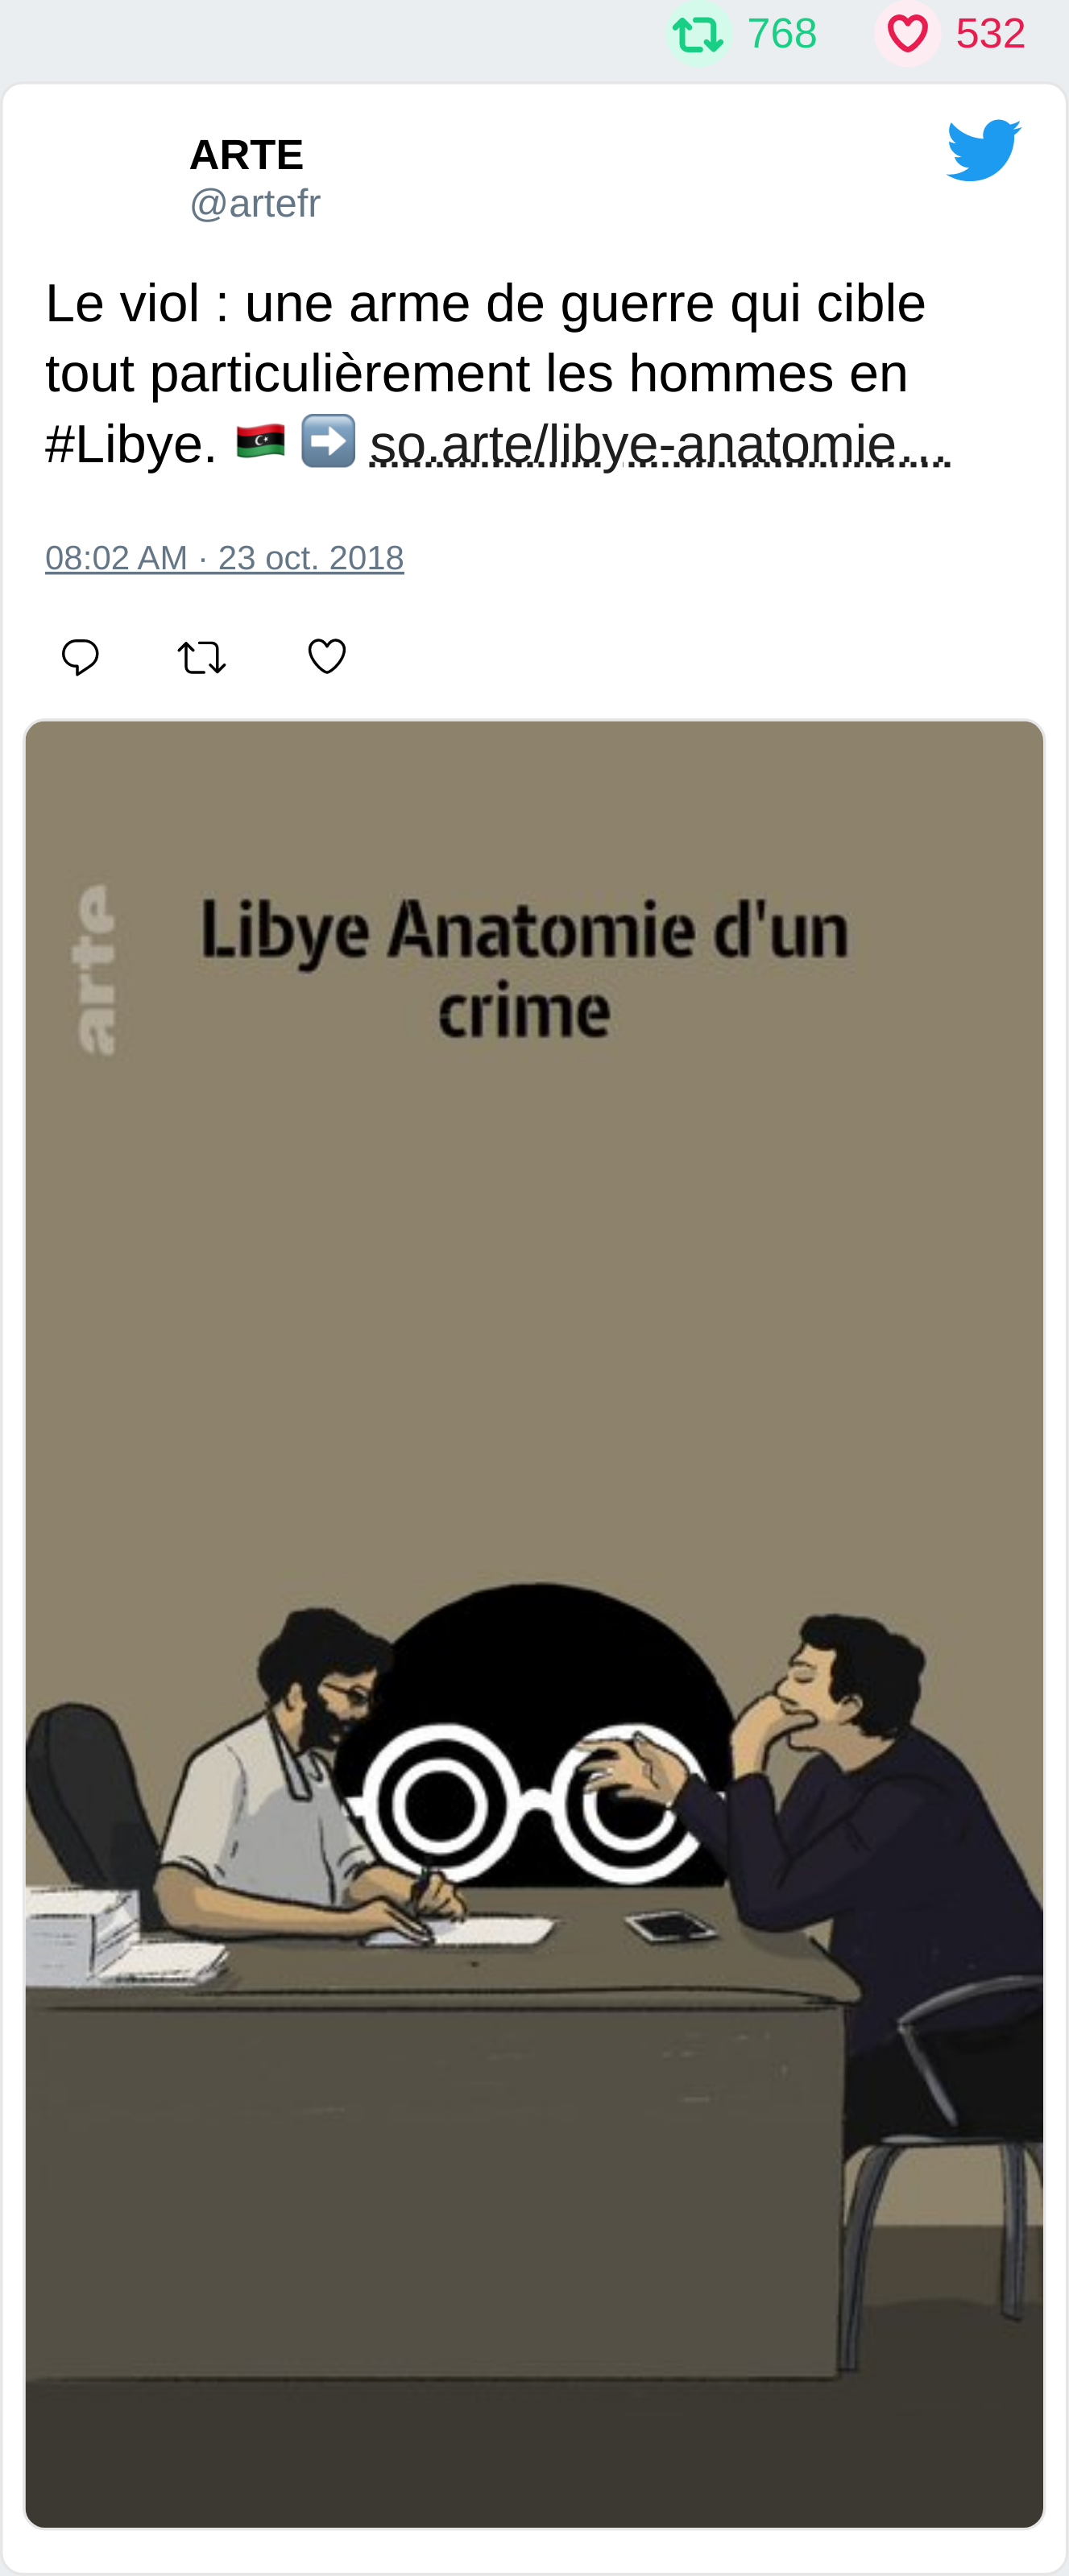 768 532
ARTE
@artefr
Le viol : une arme de guerre qui cible
tout particulièrement les hommes en
#Libye. 🇱🇾 ➡️ so.arte/libye-anatomie…
08:02 AM · 23 oct. 2018
arte
Libye Anatomie d'un
crime